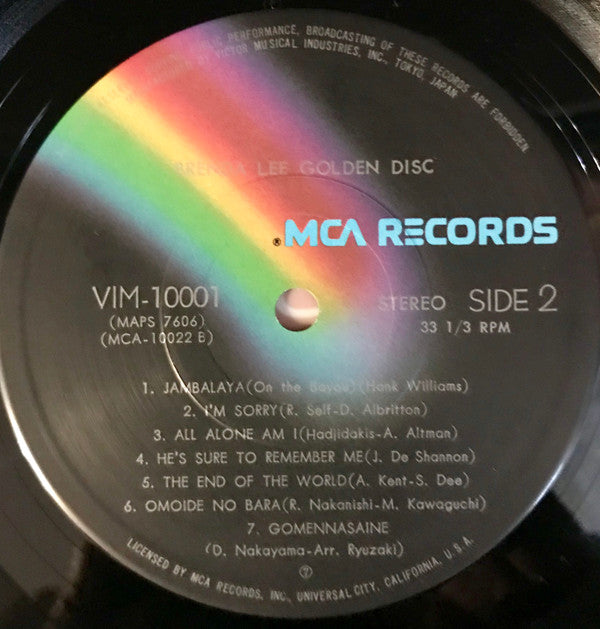 PERFORMANCE, BROADCASTING OF THESE RECORDS ARE FORBIDDEN
BY VICTOR MUSICAL INDUSTRIES, INC., TOKYO, JAPAN
BRENDA LEE GOLDEN DISC
®MCA RECORDS
VIM-10001
(MAPS 7606)
(MCA-10022 B)
STEREO SIDE 2
33 1/3 RPM
1. JAMBALAYA(On the Bayou)(Hank Williams)
2. I'M SORRY(R. Self-D. Albritton)
3. ALL ALONE AM I(Hadjidakis-A. Altman)
4. HE'S SURE TO REMEMBER ME(J. De Shannon)
5. THE END OF THE WORLD(A. Kent-S. Dee)
6. OMOIDE NO BARA(R. Nakanishi-M. Kawaguchi)
7. GOMENNASAINE
(D. Nakayama-Arr. Ryuzaki)
⑦
LICENSED BY MCA RECORDS, INC., UNIVERSAL CITY, CALIFORNIA, U.S.A.